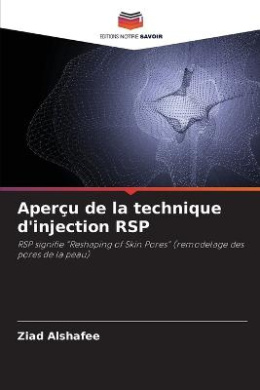 EDITIONS NOTRE SAVOIR
Aperçu de la technique
d'injection RSP
RSP signifie "Reshaping of Skin Pores" (remodelage des
pores de la peau)
Ziad Alshafee